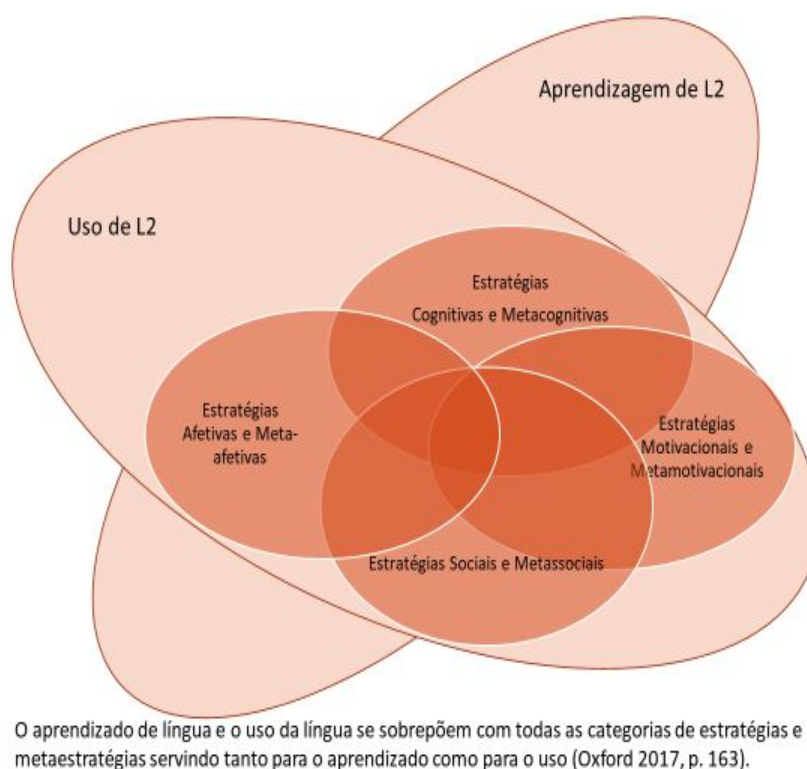 Aprendizagem de L2
Uso de L2
Estratégias
Cognitivas e Metacognitivas
Estratégias
Afetivas e Meta-
afetivas
Estratégias
Motivacionais e
Metamotivacionais
Estratégias Sociais e Metassociais
O aprendizado de língua e o uso da língua se sobrepõem com todas as categorias de estratégias e
metaestratégias servindo tanto para o aprendizado como para o uso (Oxford 2017, p. 163).